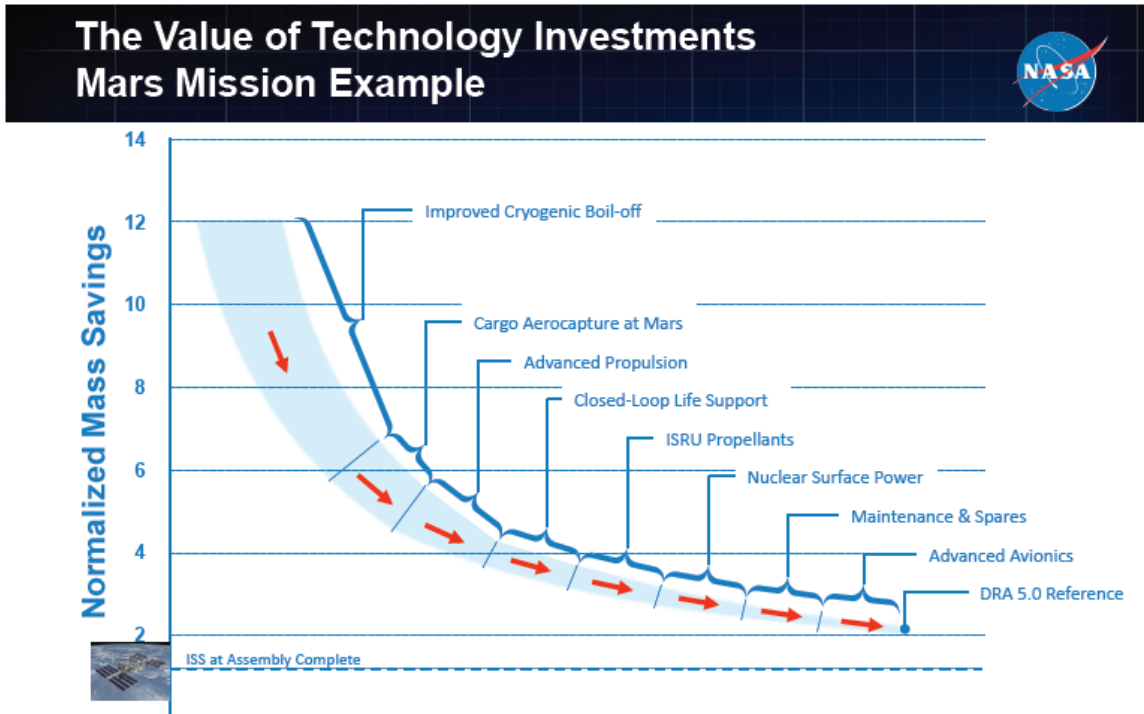 The Value of Technology Investments
Mars Mission Example
NASA
Normalized Mass Savings
14
12
10
8
6
4
2
Improved Cryogenic Boil-off
Cargo Aerocapture at Mars
Advanced Propulsion
Closed-Loop Life Support
ISRU Propellants
Nuclear Surface Power
Maintenance & Spares
Advanced Avionics
DRA 5.0 Reference
ISS at Assembly Complete